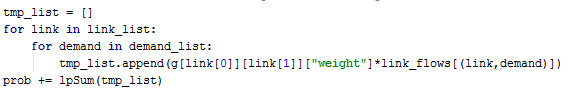 tmp_list = []
for link in link_list:
    for demand in demand_list:
        tmp_list.append(g[link[0]][link[1]]["weight"]*link_flows[(link,demand)])
prob += lpSum(tmp_list)